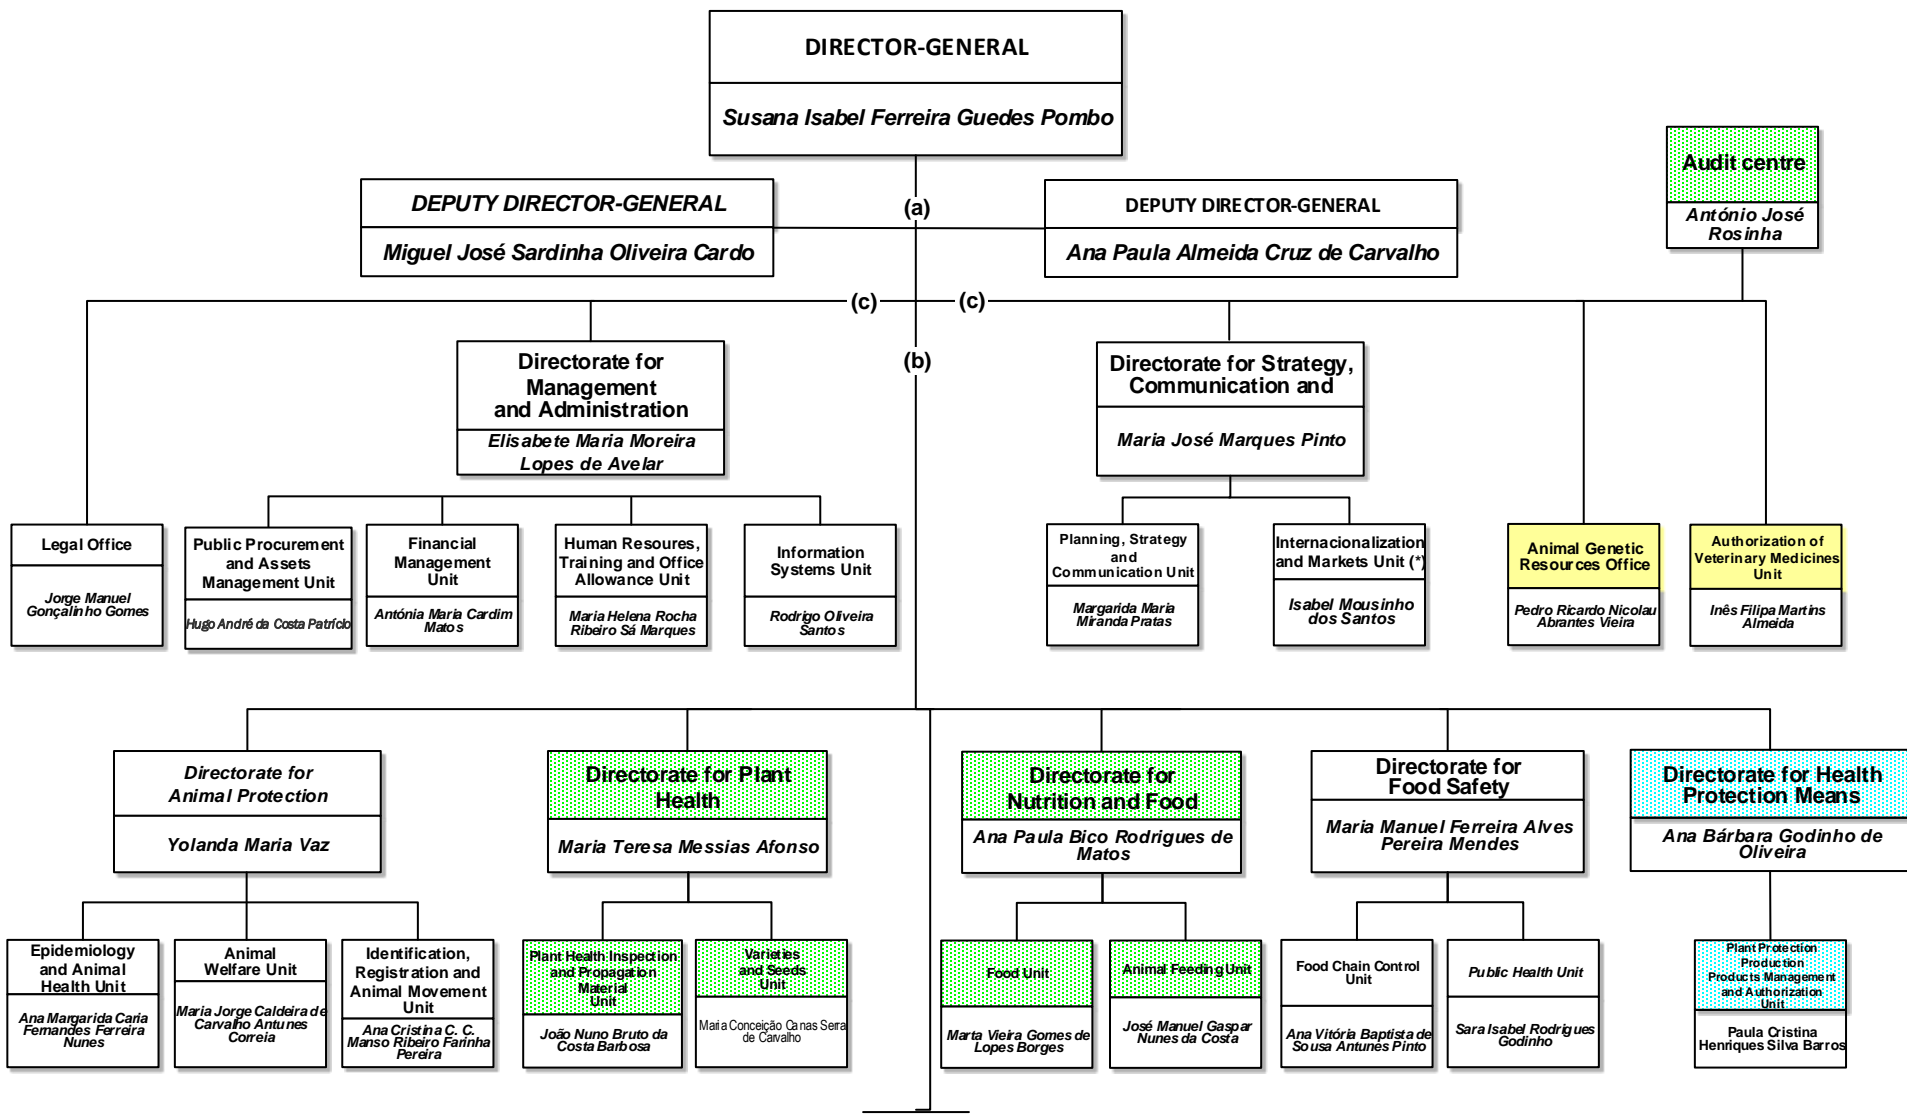 DIRECTOR-GENERAL
Susana Isabel Ferreira Guedes Pombo
Audit centre
António José
Rosinha
DEPUTY DIRECTOR-GENERAL
Miguel José Sardinha Oliveira Cardo
(a)
DEPUTY DIRECTOR-GENERAL
Ana Paula Almeida Cruz de Carvalho
(c)
(c)
(b)
Directorate for
Management
and Administration
Elisabete Maria Moreira
Lopes de Avelar
Directorate for Strategy,
Communication and
Maria José Marques Pinto
Legal Office
Jorge Manuel
Gonçalinho Gomes
Public Procurement
and Assets
Management Unit
Hugo André da Costa Patrício
Financial
Management
Unit
Antónia Maria Cardim
Matos
Human Resoures,
Training and Office
Allowance Unit
Maria Helena Rocha
Ribeiro Sá Marques
Information
Systems Unit
Rodrigo Oliveira
Santos
Planning, Strategy
and
Communication Unit
Margarida Maria
Miranda Pratas
Internacionalization
and Markets Unit (*)
Isabel Mousinho
dos Santos
Animal Genetic
Resources Office
Pedro Ricardo Nicolau
Abrantes Vieira
Authorization of
Veterinary Medicines
Unit
Inês Filipa Martins
Almeida
Directorate for
Animal Protection
Yolanda Maria Vaz
Directorate for Plant
Health
Maria Teresa Messias Afonso
Directorate for
Nutrition and Food
Ana Paula Bico Rodrigues de
Matos
Directorate for
Food Safety
Maria Manuel Ferreira Alves
Pereira Mendes
Directorate for Health
Protection Means
Ana Bárbara Godinho de
Oliveira
Epidemiology
and Animal
Health Unit
Ana Margarida Caria
Fernandes Ferreira
Nunes
Animal
Welfare Unit
Maria Jorge Caldeira de
Carvalho Antunes
Correia
Identification,
Registration and
Animal Movement
Unit
Ana Cristina C. C.
Manso Ribeiro Farinha
Pereira
Plant Health Inspection
and Propagation
Material
Unit
João Nuno Bruto da
Costa Barbosa
Varieties
and Seeds
Unit
Maria Conceição Canas Serra
de Carvalho
Food Unit
Marta Vieira Gomes de
Lopes Borges
Animal Feeding Unit
José Manuel Gaspar
Nunes da Costa
Food Chain Control
Unit
Ana Vitória Baptista de
Sousa Antunes Pinto
Public Health Unit
Sara Isabel Rodrigues
Godinho
Plant Protection
Production
Products Management
and Authorization
Unit
Paula Cristina
Henriques Silva Barros